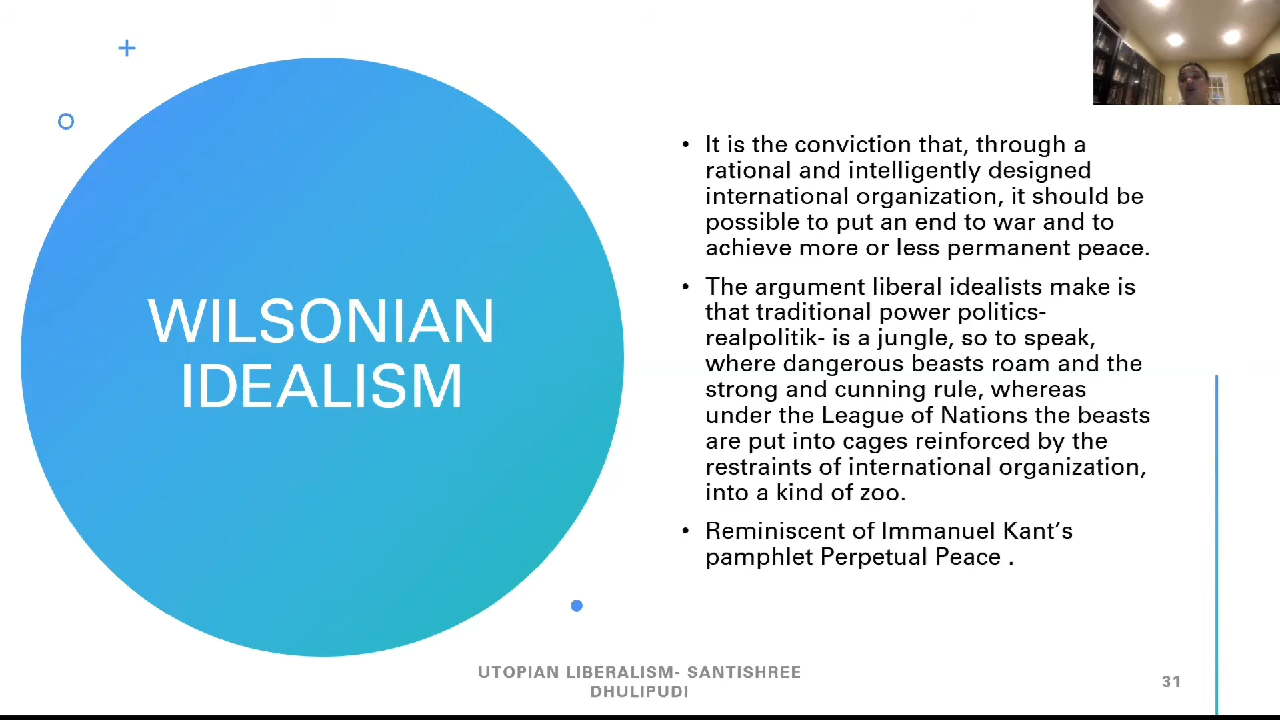 WILSONIAN
IDEALISM
• It is the conviction that, through a
rational and intelligently designed
international organization, it should be
possible to put an end to war and to
achieve more or less permanent peace.
• The argument liberal idealists make is
that traditional power politics-
realpolitik- is a jungle, so to speak,
where dangerous beasts roam and the
strong and cunning rule, whereas
under the League of Nations the beasts
are put into cages reinforced by the
restraints of international organization,
into a kind of zoo.
• Reminiscent of Immanuel Kant’s
pamphlet Perpetual Peace .
UTOPIAN LIBERALISM- SANTISHREE
DHULIPUDI
31